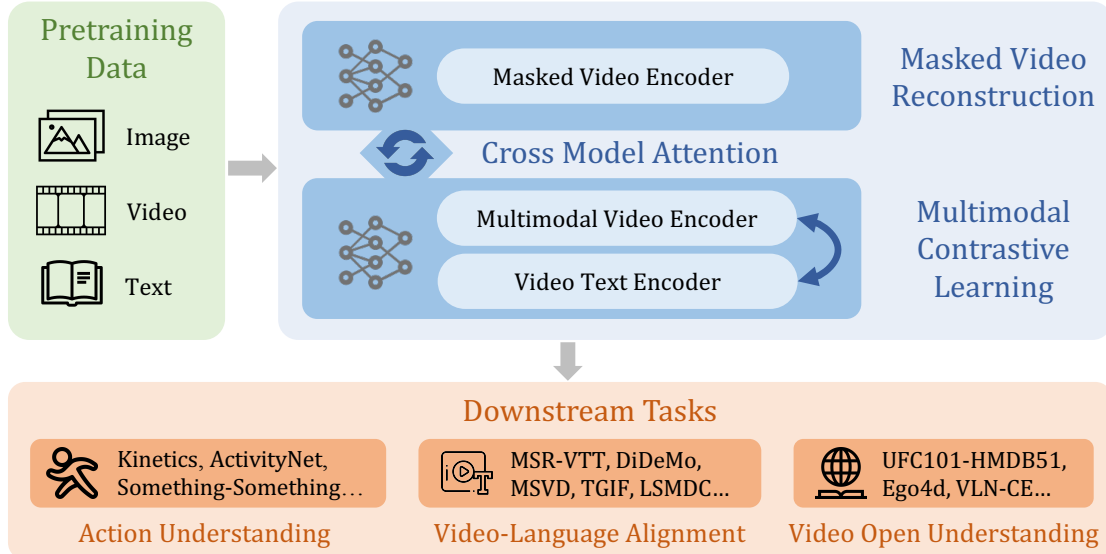 Pretraining
Data
Image
Video
Text
Masked Video Encoder
Masked Video
Reconstruction
Cross Model Attention
Multimodal Video Encoder
Video Text Encoder
Multimodal
Contrastive
Learning
Downstream Tasks
Kinetics, ActivityNet,
Something-Something...
Action Understanding
MSR-VTT, DiDeMo,
MSVD, TGIF, LSMDC...
Video-Language Alignment
UFC101-HMDB51,
Ego4d, VLN-CE...
Video Open Understanding